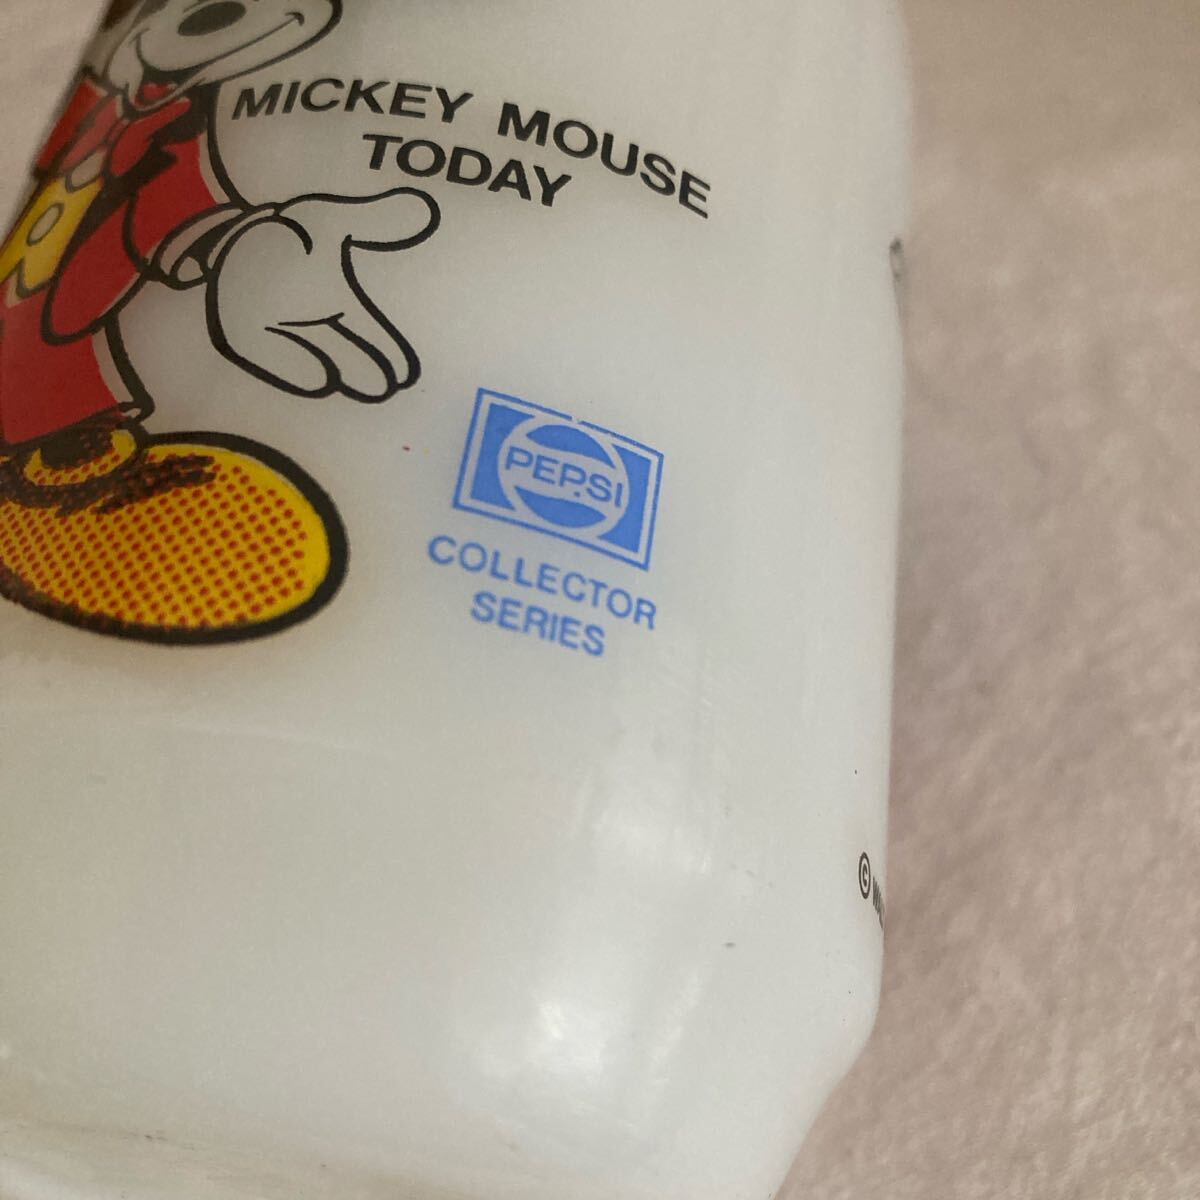 MICKEY MOUSE
TODAY
PEPSI
COLLECTOR
SERIES
©